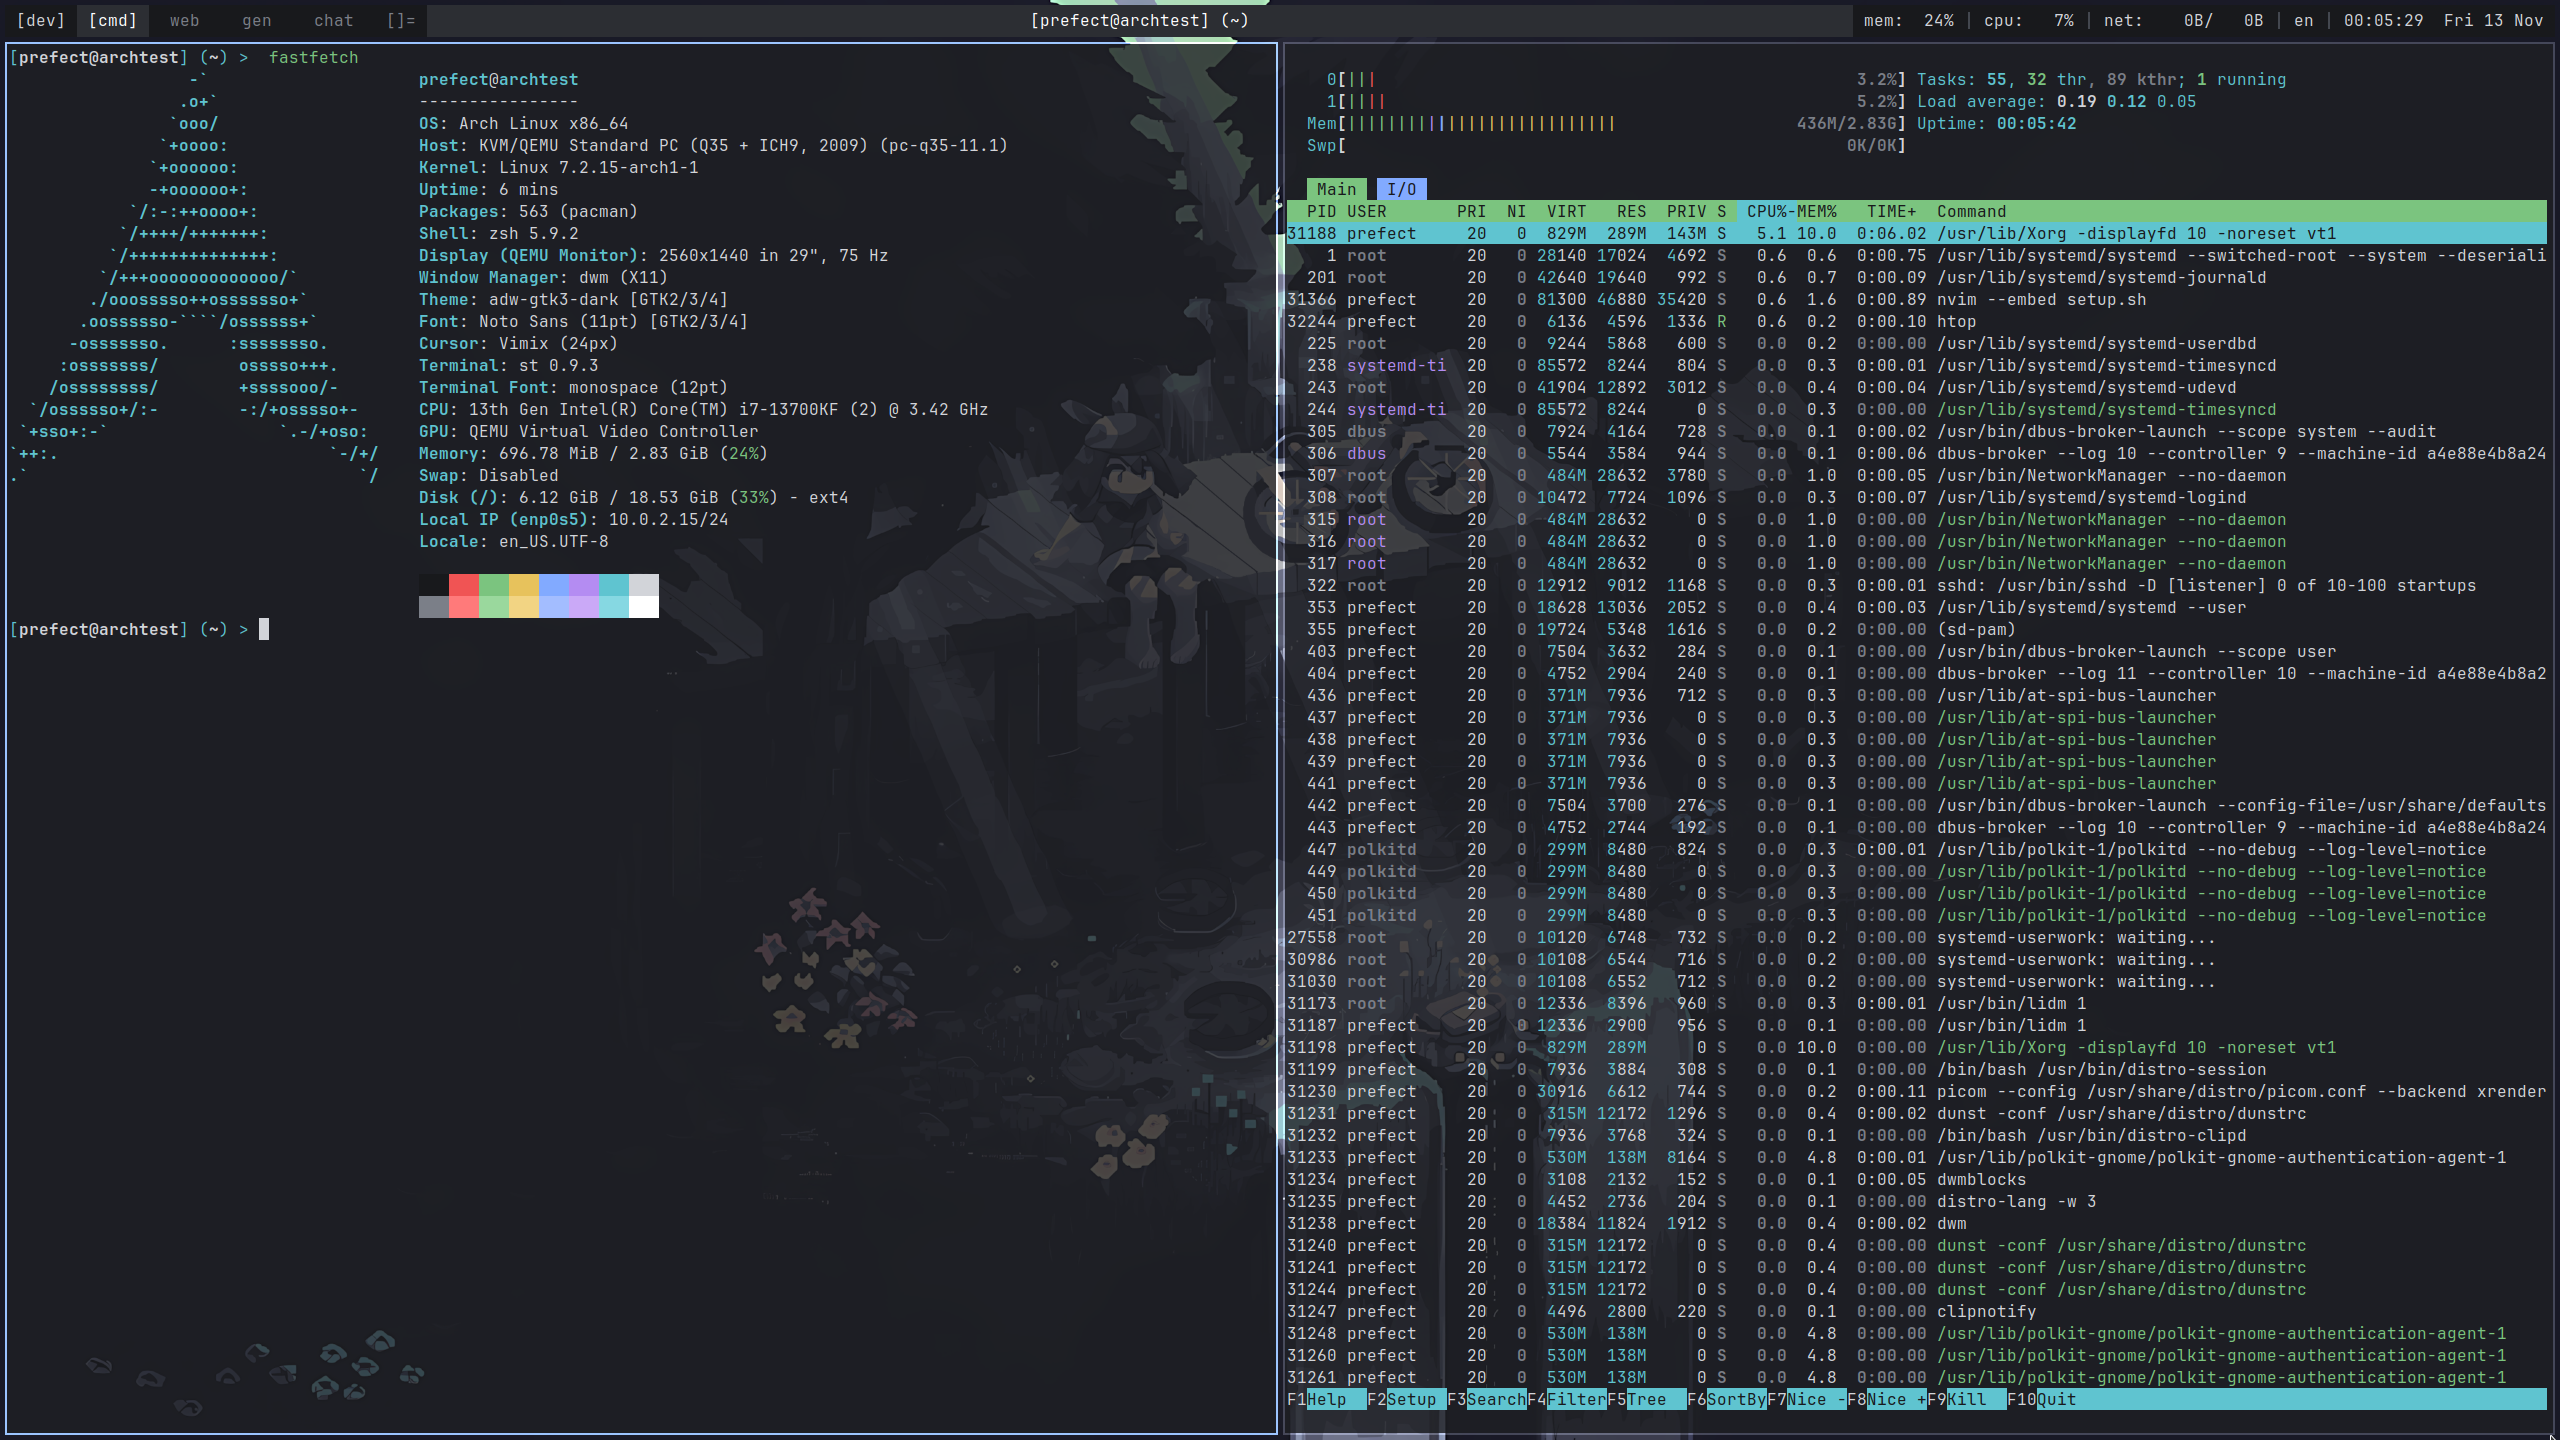 [dev] [cmd] web gen chat []= [prefect@archtest] (~) mem: 24% | cpu: 7% | net: 0B/ 0B | en | 00:05:29 Fri 13 Nov
[prefect@archtest] (~) > fastfetch
-`
.o+`
`ooo/
`+oooo:
`+oooooo:
-+oooooo+:
`/:-:++oooo+:
`/++++/+++++++:
`/++++++++++++++:
`/+++ooooooooooooo/`
./ooosssso++osssssso+`
.oossssso-````/ossssss+`
-osssssso. :ssssssso.
:osssssss/ osssso+++.
/ossssssss/ +ssssooo/-
`/ossssso+/:- -:/+osssso+-
`+sso+:-` `.-/+oso:
`++:. `-/+/
.` `/
prefect@archtest
----------------
OS: Arch Linux x86_64
Host: KVM/QEMU Standard PC (Q35 + ICH9, 2009) (pc-q35-11.1)
Kernel: Linux 7.2.15-arch1-1
Uptime: 6 mins
Packages: 563 (pacman)
Shell: zsh 5.9.2
Display (QEMU Monitor): 2560x1440 in 29", 75 Hz
Window Manager: dwm (X11)
Theme: adw-gtk3-dark [GTK2/3/4]
Font: Noto Sans (11pt) [GTK2/3/4]
Cursor: Vimix (24px)
Terminal: st 0.9.3
Terminal Font: monospace (12pt)
CPU: 13th Gen Intel(R) Core(TM) i7-13700KF (2) @ 3.42 GHz
GPU: QEMU Virtual Video Controller
Memory: 696.78 MiB / 2.83 GiB (24%)
Swap: Disabled
Disk (/): 6.12 GiB / 18.53 GiB (33%) - ext4
Local IP (enp0s5): 10.0.2.15/24
Locale: en_US.UTF-8
[prefect@archtest] (~) >
0[||| 3.2%] Tasks: 55, 32 thr, 89 kthr; 1 running
1[|||| 5.2%] Load average: 0.19 0.12 0.05
Mem[||||||||||||||||||||||||||| 436M/2.83G] Uptime: 00:05:42
Swp[ 0K/0K]
Main I/O
PID USER PRI NI VIRT RES PRIV S CPU%-MEM% TIME+ Command
31188 prefect 20 0 829M 289M 143M S 5.1 10.0 0:06.02 /usr/lib/Xorg -displayfd 10 -noreset vt1
1 root 20 0 28140 17024 4692 S 0.6 0.6 0:00.75 /usr/lib/systemd/systemd --switched-root --system --deseriali
201 root 20 0 42640 19640 992 S 0.6 0.7 0:00.09 /usr/lib/systemd/systemd-journald
31366 prefect 20 0 81300 46880 35420 S 0.6 1.6 0:00.89 nvim --embed setup.sh
32244 prefect 20 0 6136 4596 1336 R 0.6 0.2 0:00.10 htop
225 root 20 0 9244 5868 600 S 0.0 0.2 0:00.00 /usr/lib/systemd/systemd-userdbd
238 systemd-ti 20 0 85572 8244 804 S 0.0 0.3 0:00.01 /usr/lib/systemd/systemd-timesyncd
243 root 20 0 41904 12892 3012 S 0.0 0.4 0:00.04 /usr/lib/systemd/systemd-udevd
244 systemd-ti 20 0 85572 8244 0 S 0.0 0.3 0:00.00 /usr/lib/systemd/systemd-timesyncd
305 dbus 20 0 7924 4164 728 S 0.0 0.1 0:00.02 /usr/bin/dbus-broker-launch --scope system --audit
306 dbus 20 0 5544 3584 944 S 0.0 0.1 0:00.06 dbus-broker --log 10 --controller 9 --machine-id a4e88e4b8a24
307 root 20 0 484M 28632 3780 S 0.0 1.0 0:00.05 /usr/bin/NetworkManager --no-daemon
308 root 20 0 10472 7724 1096 S 0.0 0.3 0:00.07 /usr/lib/systemd/systemd-logind
315 root 20 0 484M 28632 0 S 0.0 1.0 0:00.00 /usr/bin/NetworkManager --no-daemon
316 root 20 0 484M 28632 0 S 0.0 1.0 0:00.00 /usr/bin/NetworkManager --no-daemon
317 root 20 0 484M 28632 0 S 0.0 1.0 0:00.00 /usr/bin/NetworkManager --no-daemon
322 root 20 0 12912 9012 1168 S 0.0 0.3 0:00.01 sshd: /usr/bin/sshd -D [listener] 0 of 10-100 startups
353 prefect 20 0 18628 13036 2052 S 0.0 0.4 0:00.03 /usr/lib/systemd/systemd --user
355 prefect 20 0 19724 5348 1616 S 0.0 0.2 0:00.00 (sd-pam)
403 prefect 20 0 7504 3632 284 S 0.0 0.1 0:00.00 /usr/bin/dbus-broker-launch --scope user
404 prefect 20 0 4752 2904 240 S 0.0 0.1 0:00.00 dbus-broker --log 11 --controller 10 --machine-id a4e88e4b8a2
436 prefect 20 0 371M 7936 712 S 0.0 0.3 0:00.00 /usr/lib/at-spi-bus-launcher
437 prefect 20 0 371M 7936 0 S 0.0 0.3 0:00.00 /usr/lib/at-spi-bus-launcher
438 prefect 20 0 371M 7936 0 S 0.0 0.3 0:00.00 /usr/lib/at-spi-bus-launcher
439 prefect 20 0 371M 7936 0 S 0.0 0.3 0:00.00 /usr/lib/at-spi-bus-launcher
441 prefect 20 0 371M 7936 0 S 0.0 0.3 0:00.00 /usr/lib/at-spi-bus-launcher
442 prefect 20 0 7504 3700 276 S 0.0 0.1 0:00.00 /usr/bin/dbus-broker-launch --config-file=/usr/share/defaults
443 prefect 20 0 4752 2744 192 S 0.0 0.1 0:00.00 dbus-broker --log 10 --controller 9 --machine-id a4e88e4b8a24
447 polkitd 20 0 299M 8480 824 S 0.0 0.3 0:00.01 /usr/lib/polkit-1/polkitd --no-debug --log-level=notice
449 polkitd 20 0 299M 8480 0 S 0.0 0.3 0:00.00 /usr/lib/polkit-1/polkitd --no-debug --log-level=notice
450 polkitd 20 0 299M 8480 0 S 0.0 0.3 0:00.00 /usr/lib/polkit-1/polkitd --no-debug --log-level=notice
451 polkitd 20 0 299M 8480 0 S 0.0 0.3 0:00.00 /usr/lib/polkit-1/polkitd --no-debug --log-level=notice
27558 root 20 0 10120 6748 732 S 0.0 0.2 0:00.00 systemd-userwork: waiting...
30986 root 20 0 10108 6544 716 S 0.0 0.2 0:00.00 systemd-userwork: waiting...
31030 root 20 0 10108 6552 712 S 0.0 0.2 0:00.00 systemd-userwork: waiting...
31173 root 20 0 12336 8396 960 S 0.0 0.3 0:00.01 /usr/bin/lidm 1
31187 prefect 20 0 12336 2900 956 S 0.0 0.1 0:00.00 /usr/bin/lidm 1
31198 prefect 20 0 829M 289M 0 S 0.0 10.0 0:00.00 /usr/lib/Xorg -displayfd 10 -noreset vt1
31199 prefect 20 0 7936 3884 308 S 0.0 0.1 0:00.00 /bin/bash /usr/bin/distro-session
31230 prefect 20 0 30916 6612 744 S 0.0 0.2 0:00.11 picom --config /usr/share/distro/picom.conf --backend xrender
31231 prefect 20 0 315M 12172 1296 S 0.0 0.4 0:00.02 dunst -conf /usr/share/distro/dunstrc
31232 prefect 20 0 7936 3768 324 S 0.0 0.1 0:00.00 /bin/bash /usr/bin/distro-clipd
31233 prefect 20 0 530M 138M 8164 S 0.0 4.8 0:00.01 /usr/lib/polkit-gnome/polkit-gnome-authentication-agent-1
31234 prefect 20 0 3108 2132 152 S 0.0 0.1 0:00.05 dwmblocks
31235 prefect 20 0 4452 2736 204 S 0.0 0.1 0:00.00 distro-lang -w 3
31238 prefect 20 0 18384 11824 1912 S 0.0 0.4 0:00.02 dwm
31240 prefect 20 0 315M 12172 0 S 0.0 0.4 0:00.00 dunst -conf /usr/share/distro/dunstrc
31241 prefect 20 0 315M 12172 0 S 0.0 0.4 0:00.00 dunst -conf /usr/share/distro/dunstrc
31244 prefect 20 0 315M 12172 0 S 0.0 0.4 0:00.00 dunst -conf /usr/share/distro/dunstrc
31247 prefect 20 0 4496 2800 220 S 0.0 0.1 0:00.00 clipnotify
31248 prefect 20 0 530M 138M 0 S 0.0 4.8 0:00.00 /usr/lib/polkit-gnome/polkit-gnome-authentication-agent-1
31260 prefect 20 0 530M 138M 0 S 0.0 4.8 0:00.00 /usr/lib/polkit-gnome/polkit-gnome-authentication-agent-1
31261 prefect 20 0 530M 138M 0 S 0.0 4.8 0:00.00 /usr/lib/polkit-gnome/polkit-gnome-authentication-agent-1
F1Help F2Setup F3SearchF4FilterF5Tree F6SortByF7Nice -F8Nice +F9Kill F10Quit